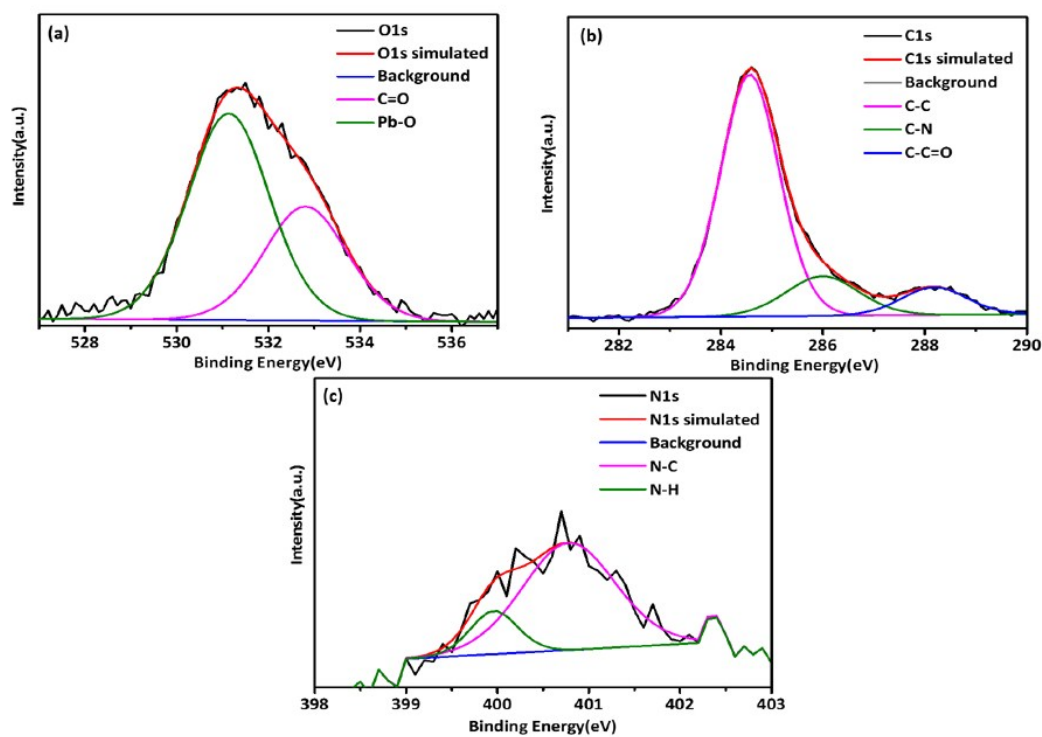 (a)
O1s
O1s simulated
Background
C=O
Pb-O
Intensity(a.u.)
528 530 532 534 536
Binding Energy(eV)
(b)
C1s
C1s simulated
Background
C-C
C-N
C-C=O
Intensity(a.u.)
282 284 286 288 290
Binding Energy(eV)
(c)
N1s
N1s simulated
Background
N-C
N-H
Intensity(a.u.)
398 399 400 401 402 403
Binding Energy(eV)